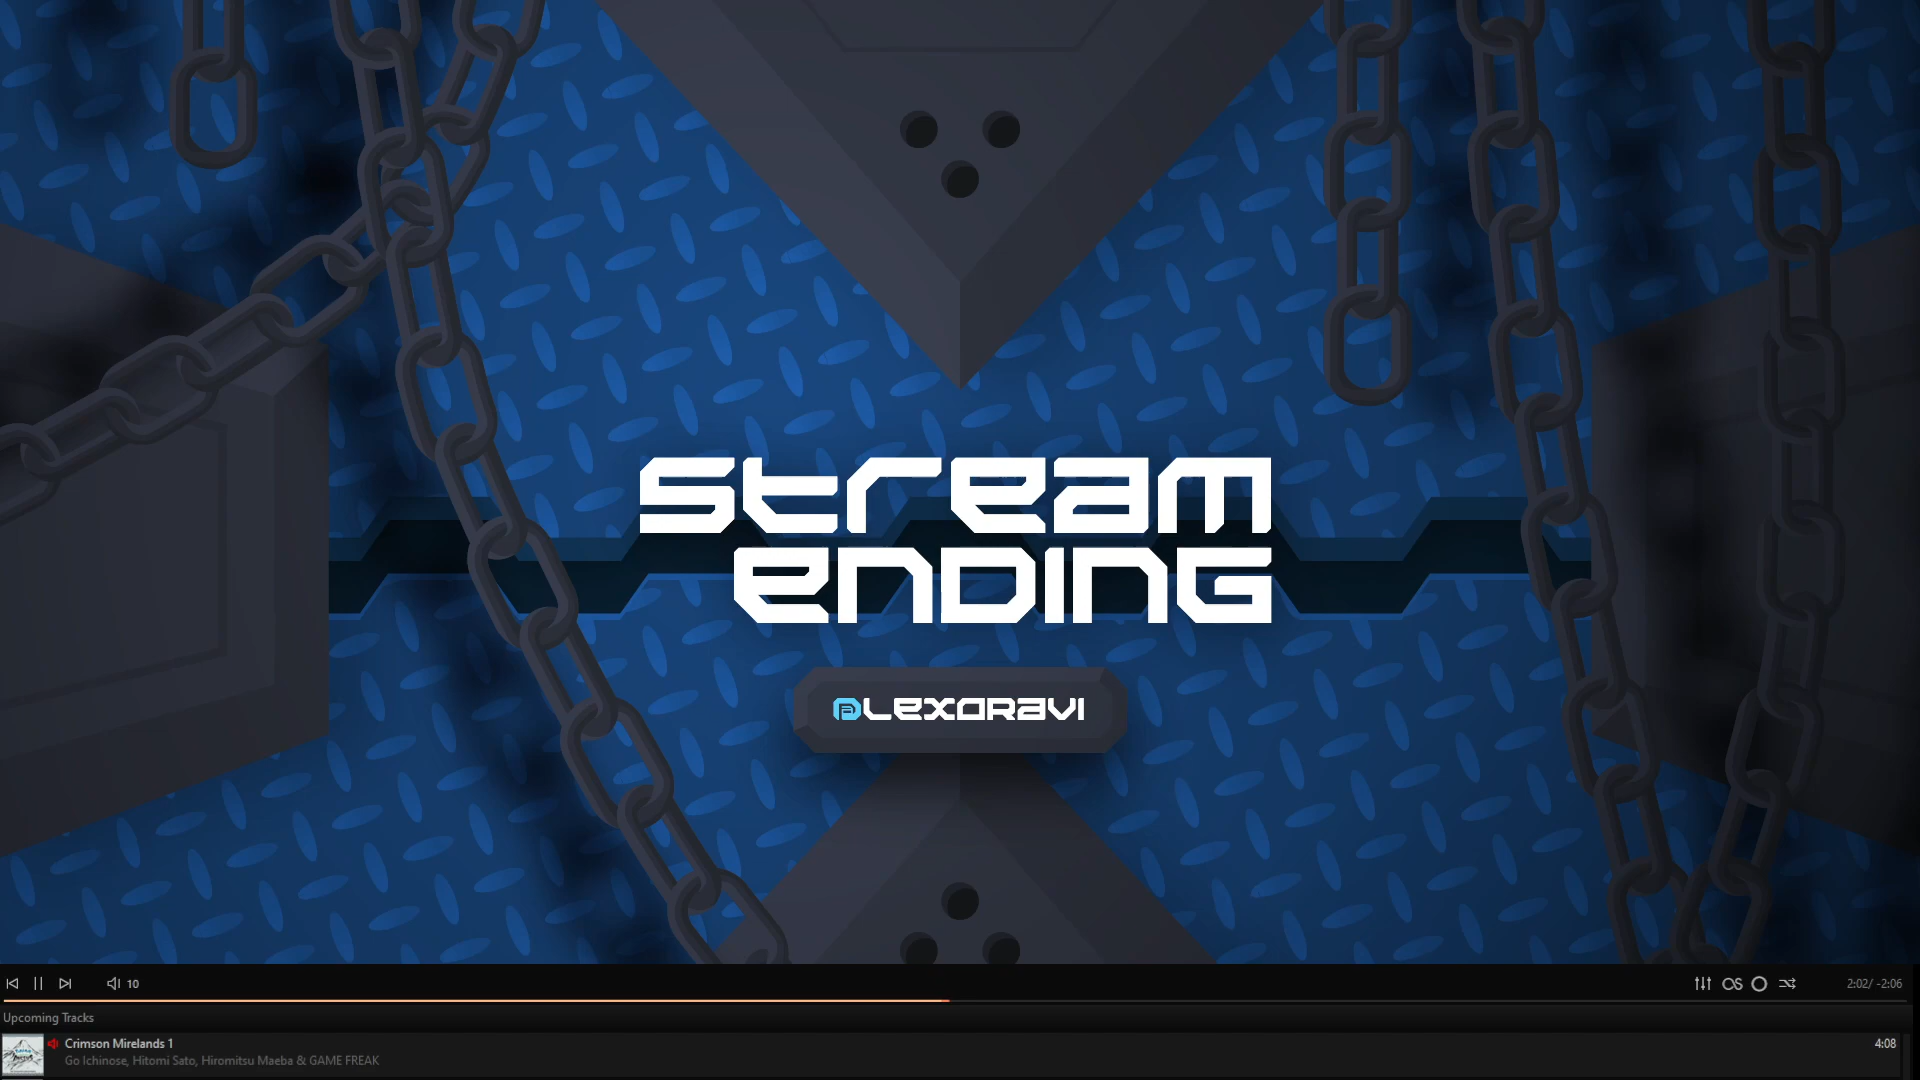 stream
ENDING
@LEXORAVI
10
2:02/ -2:06
Upcoming Tracks
Crimson Mirelands 1
4:08
Go Ichinose, Hitomi Sato, Hiromitsu Maeba & GAME FREAK